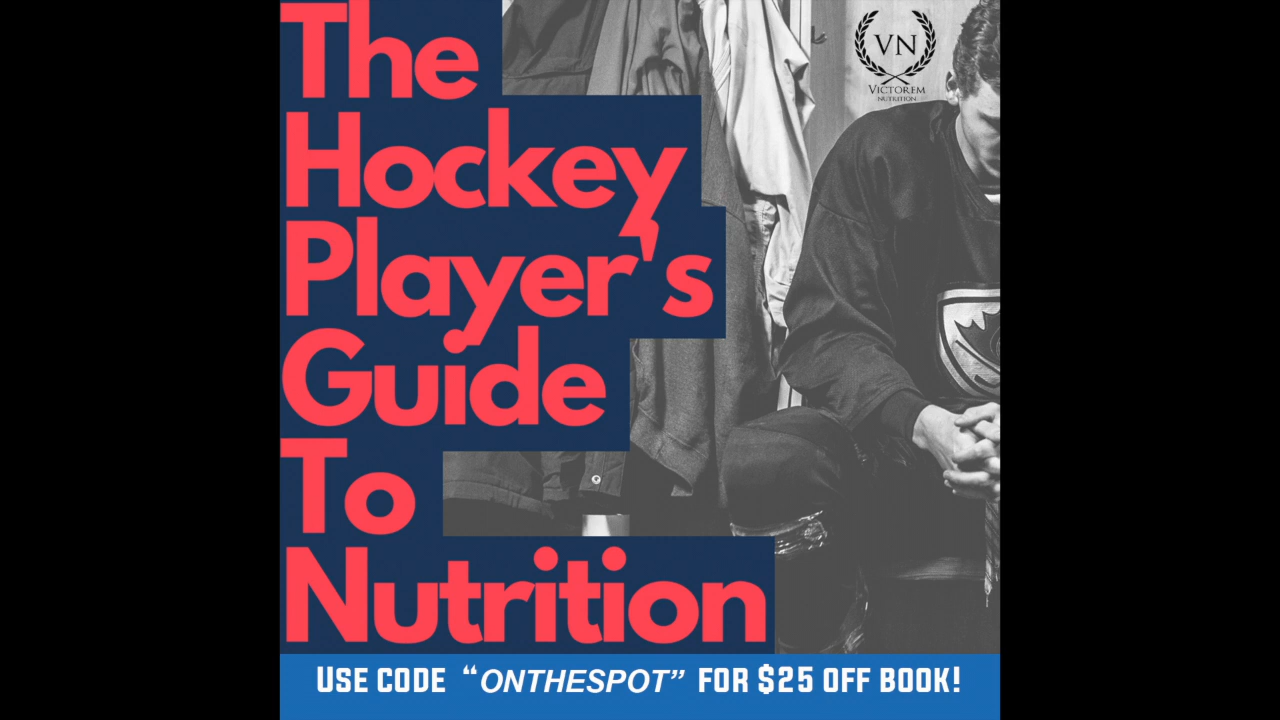 The
Hockey
Player's
Guide
To
Nutrition
VN
VICTOREM
NUTRITION
USE CODE “ONTHESPOT” FOR $25 OFF BOOK!